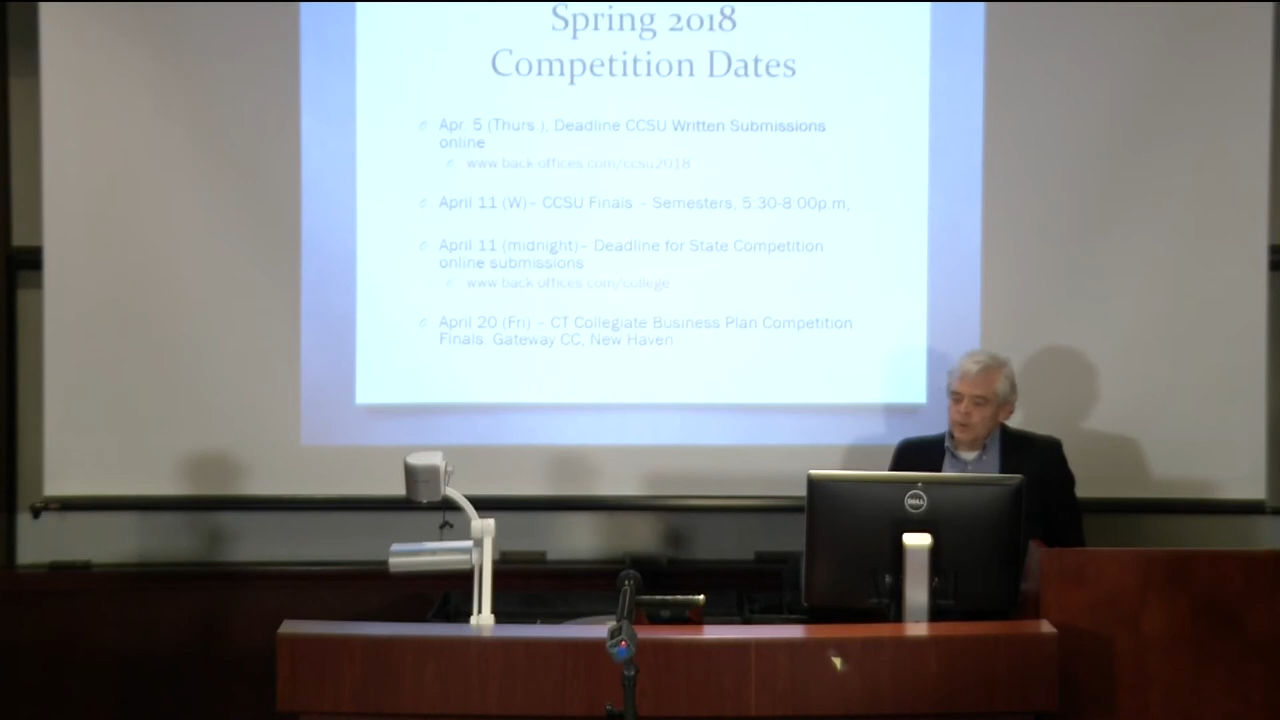 Spring 2018
Competition Dates
Apr. 5 (Thurs.), Deadline CCSU Written Submissions
online
www.back-offices.com/ccsu2018
April 11 (W)– CCSU Finals – Semesters, 5:30-8:00p.m,
April 11 (midnight)– Deadline for State Competition
online submissions
www.back-offices.com/college
April 20 (Fri) – CT Collegiate Business Plan Competition
Finals Gateway CC, New Haven
DELL